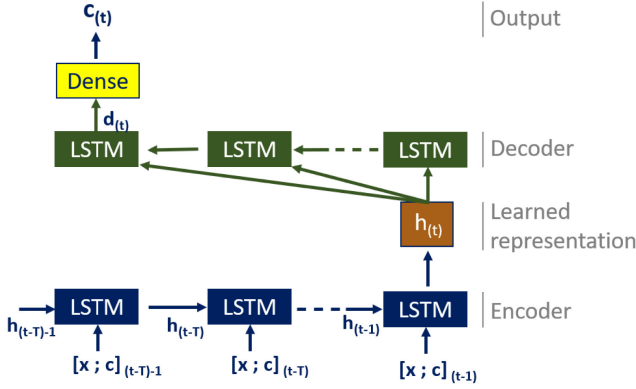 c(t)
Output
Dense
d(t)
LSTM LSTM LSTM
Decoder
h(t)
Learned
representation
LSTM LSTM LSTM
Encoder
h(t-T)-1 h(t-T) h(t-1)
[x ; c](t-T)-1 [x ; c](t-T) [x ; c](t-1)